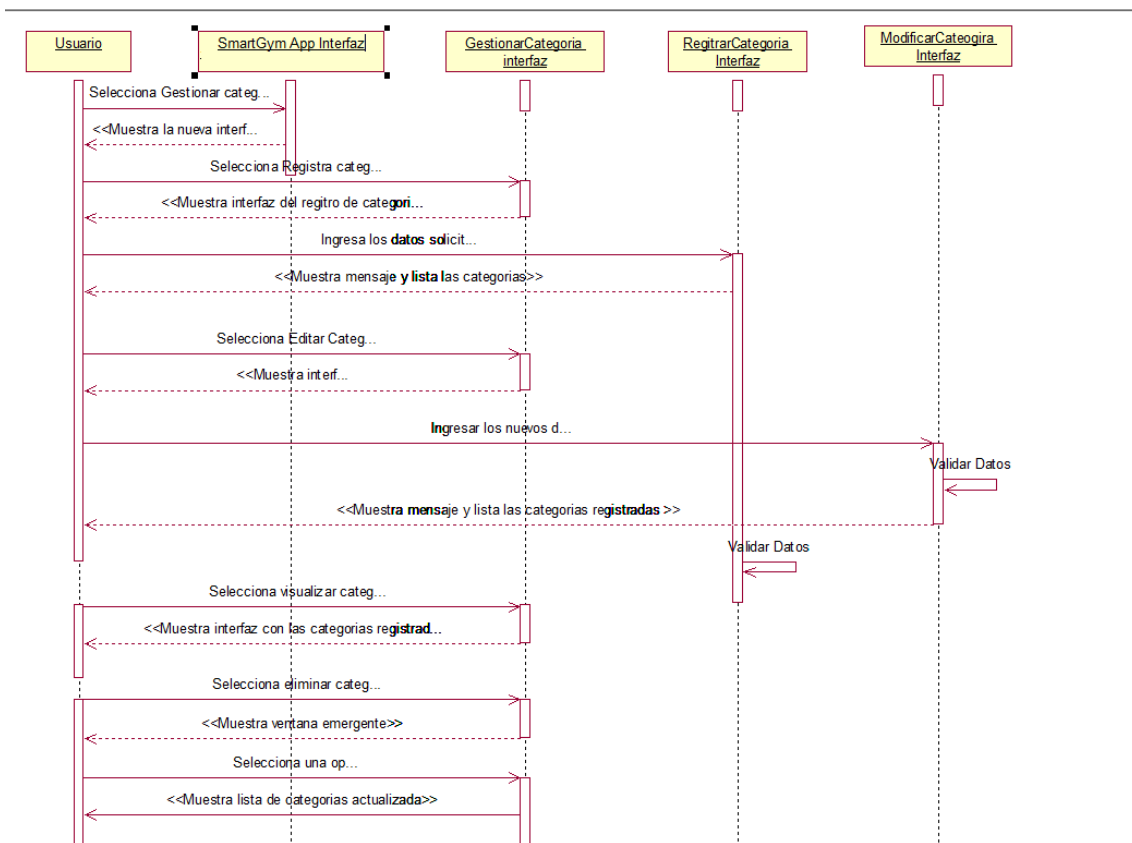 Usuario
SmartGym App Interfaz
.
GestionarCategoria
interfaz
RegitrarCategoria
Interfaz
ModificarCateogira
Interfaz
Selecciona Gestionar categ...
<<Muestra la nueva interf...
Selecciona Registra categ...
<<Muestra interfaz del regitro de categori...
Ingresa los datos solicit...
<<Muestra mensaje y lista las categorias>>
Selecciona Editar Categ...
<<Muestra interf...
Ingresar los nuevos d...
Validar Datos
<<Muestra mensaje y lista las categorias registradas >>
Validar Datos
Selecciona visualizar categ...
<<Muestra interfaz con las categorias registrad...
Selecciona eliminar categ...
<<Muestra ventana emergente>>
Selecciona una op...
<<Muestra lista de categorias actualizada>>